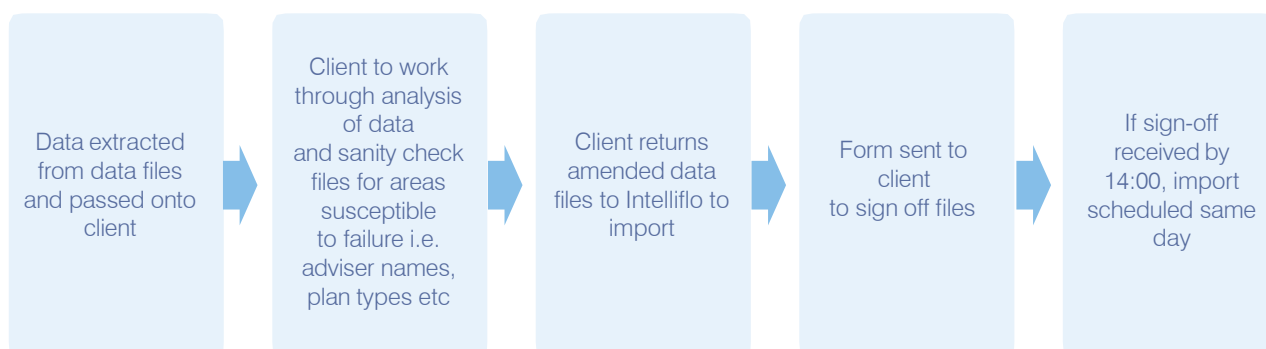 Data extracted
from data files
and passed onto
client
Client to work
through analysis
of data
and sanity check
files for areas
susceptible
to failure i.e.
adviser names,
plan types etc
Client returns
amended data
files to Intelliflo to
import
Form sent to
client
to sign off files
If sign-off
received by
14:00, import
scheduled same
day